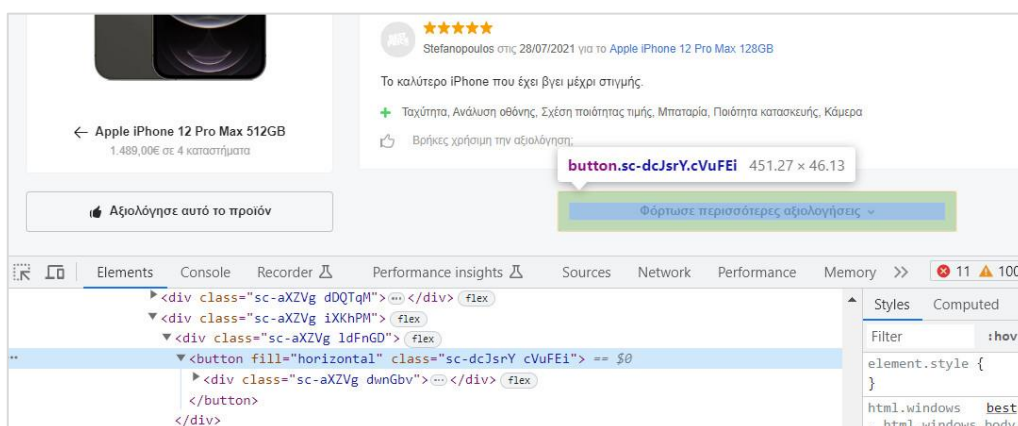 Stefanopoulos στις 28/07/2021 για το Apple iPhone 12 Pro Max 128GB
Το καλύτερο iPhone που έχει βγει μέχρι στιγμής.
+ Ταχύτητα, Ανάλυση οθόνης, Σχέση ποιότητας τιμής, Μπαταρία, Ποιότητα κατασκευής, Κάμερα
Βρήκες χρήσιμη την αξιολόγηση;
← Apple iPhone 12 Pro Max 512GB
1.489,00€ σε 4 καταστήματα
button.sc-dcJsrY.cVuFEi 451.27 × 46.13
Αξιολόγησε αυτό το προϊόν
Φόρτωσε περισσότερες αξιολογήσεις
Elements Console Recorder Performance insights Sources Network Performance Memory >> 11 100
<div class="sc-aXZVg dDQTqM">⋯</div> flex
<div class="sc-aXZVg iXKhPM"> flex
<div class="sc-aXZVg ldFnGD"> flex
<button fill="horizontal" class="sc-dcJsrY cVuFEi"> == $0
<div class="sc-aXZVg dwnGbv">⋯</div> flex
</button>
</div>
Styles Computed
Filter :hov
element.style {
}
html.windows best
html.windows body